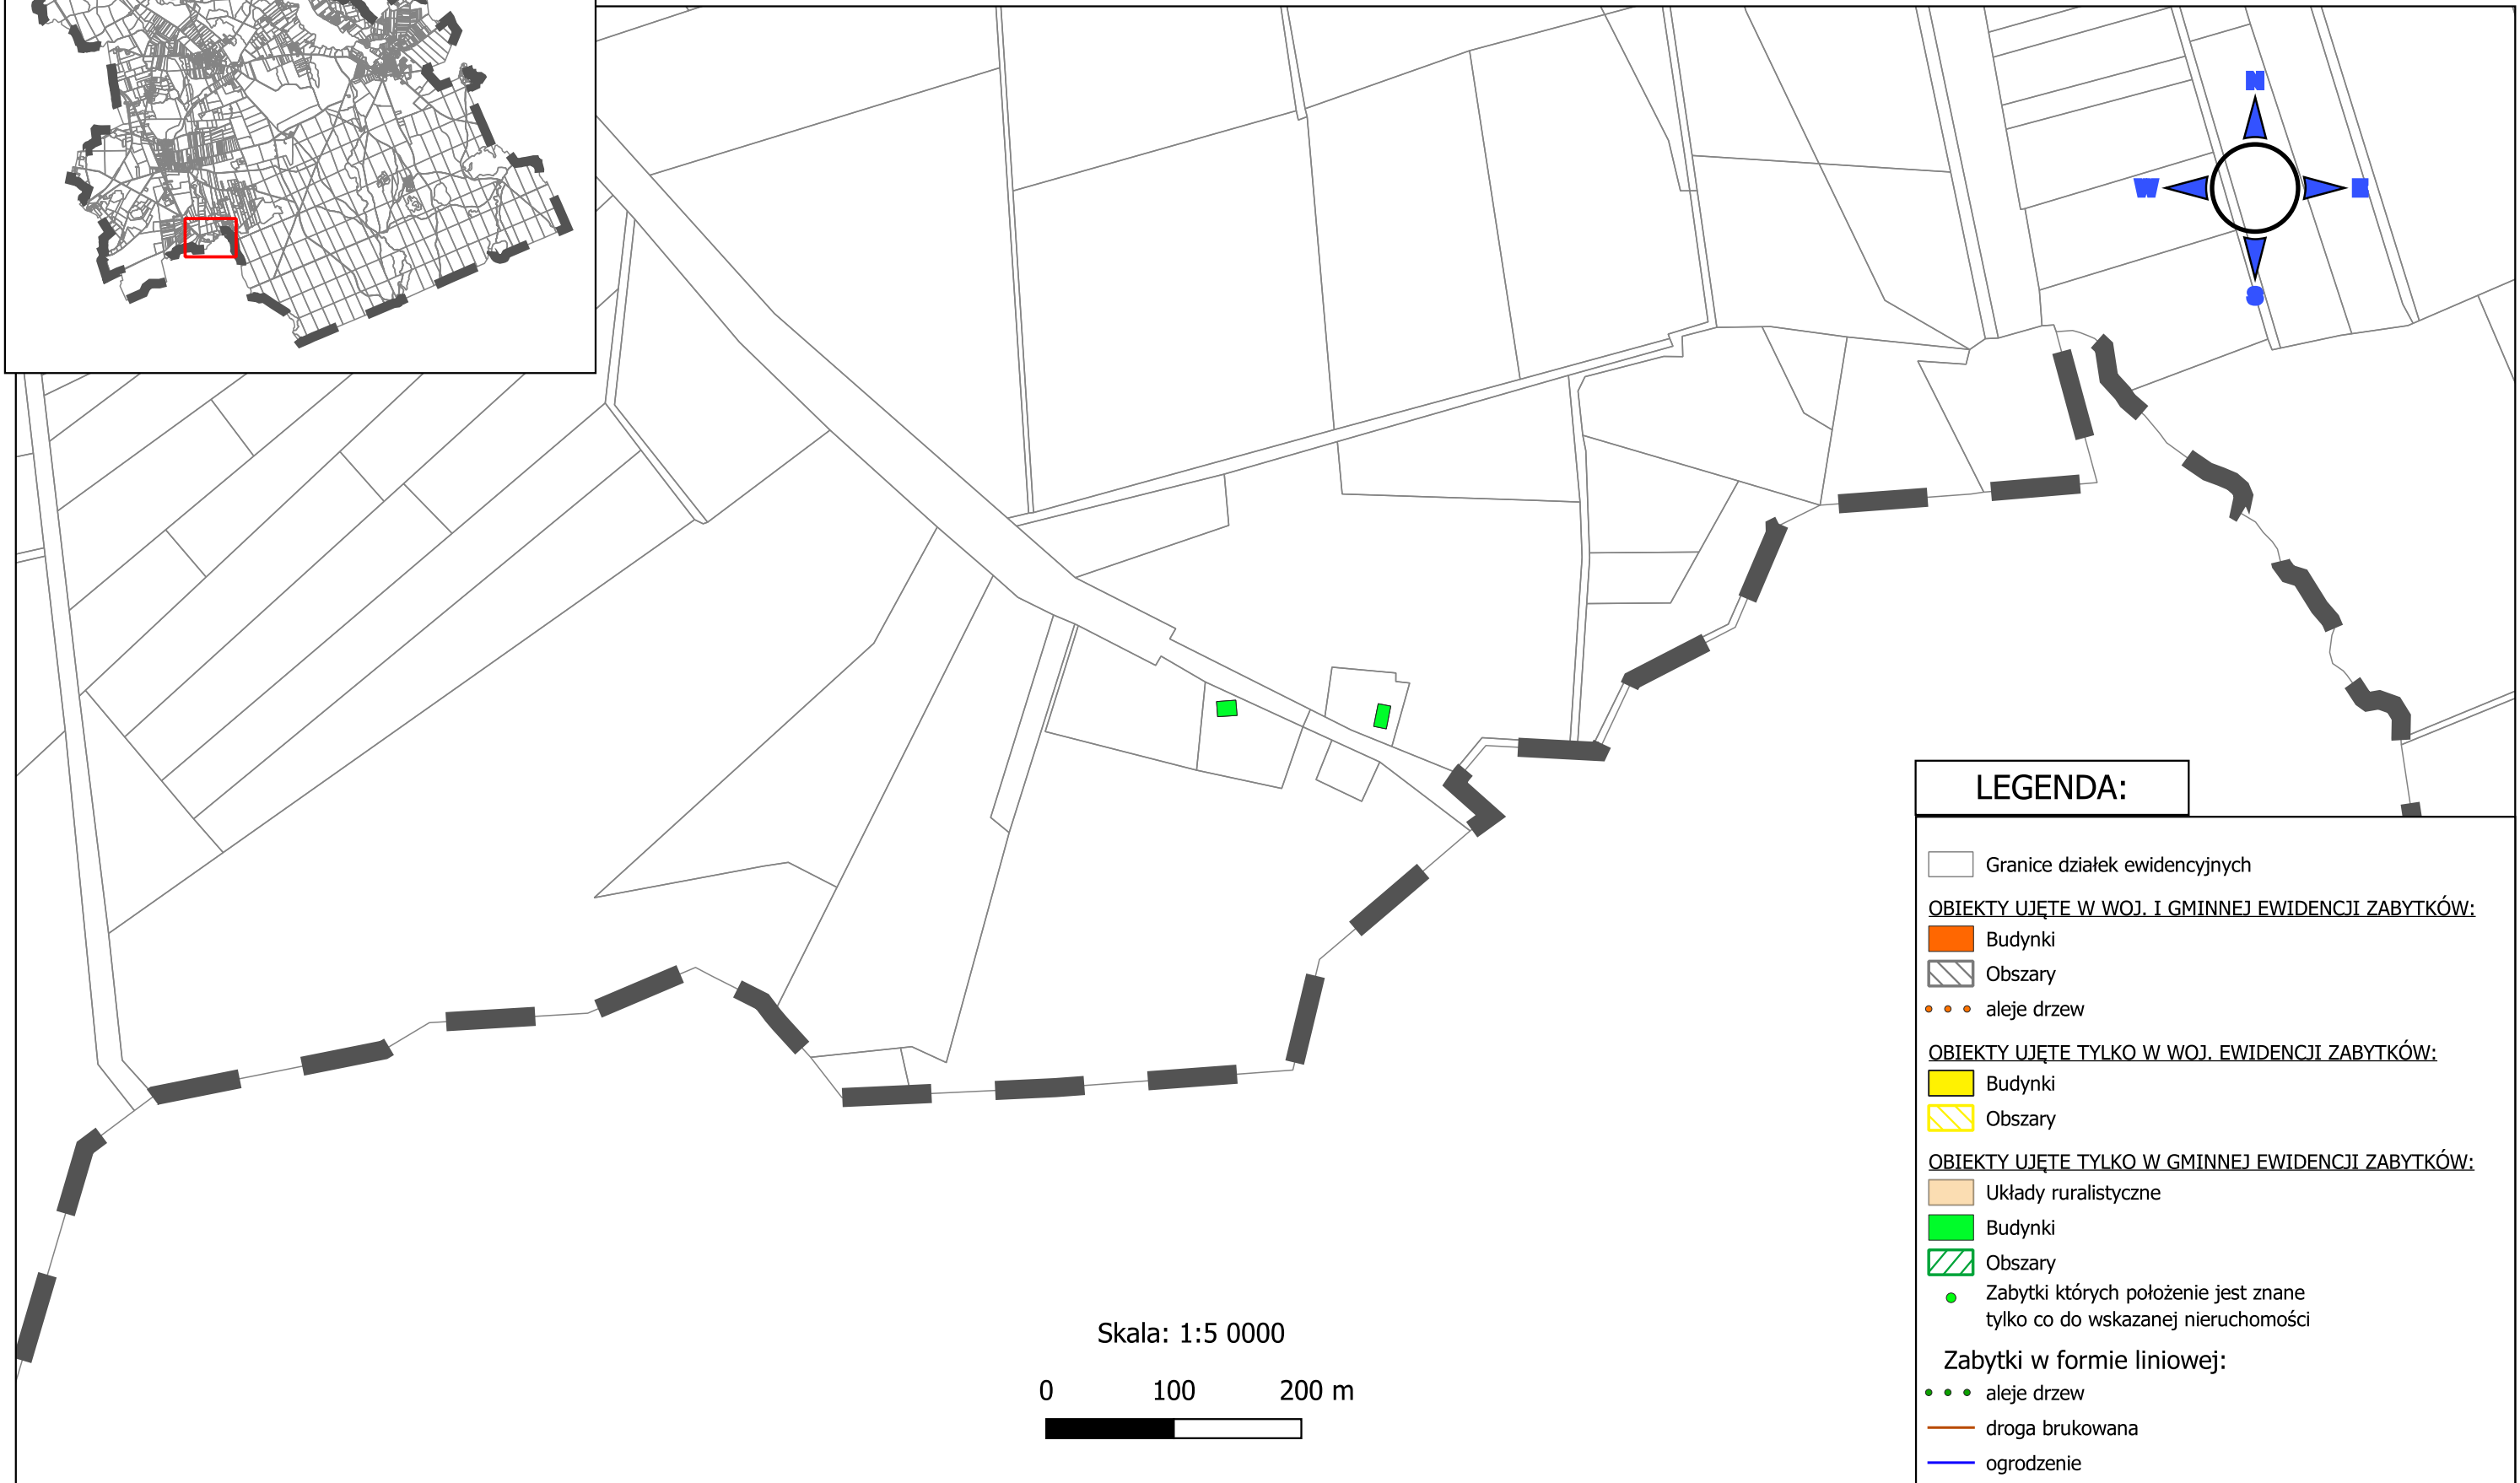 N
W
S
LEGENDA:
Granice działek ewidencyjnych
OBIEKTY UJĘTE W WOJ. I GMINNEJ EWIDENCJI ZABYTKÓW:
Budynki
Obszary
aleje drzew
OBIEKTY UJĘTE TYLKO W WOJ. EWIDENCJI ZABYTKÓW:
Budynki
Obszary
OBIEKTY UJĘTE TYLKO W GMINNEJ EWIDENCJI ZABYTKÓW:
Układy ruralistyczne
Budynki
Obszary
Zabytki których położenie jest znane
tylko co do wskazanej nieruchomości
Zabytki w formie liniowej:
aleje drzew
droga brukowana
ogrodzenie
Skala: 1:5 0000
0 100 200 m